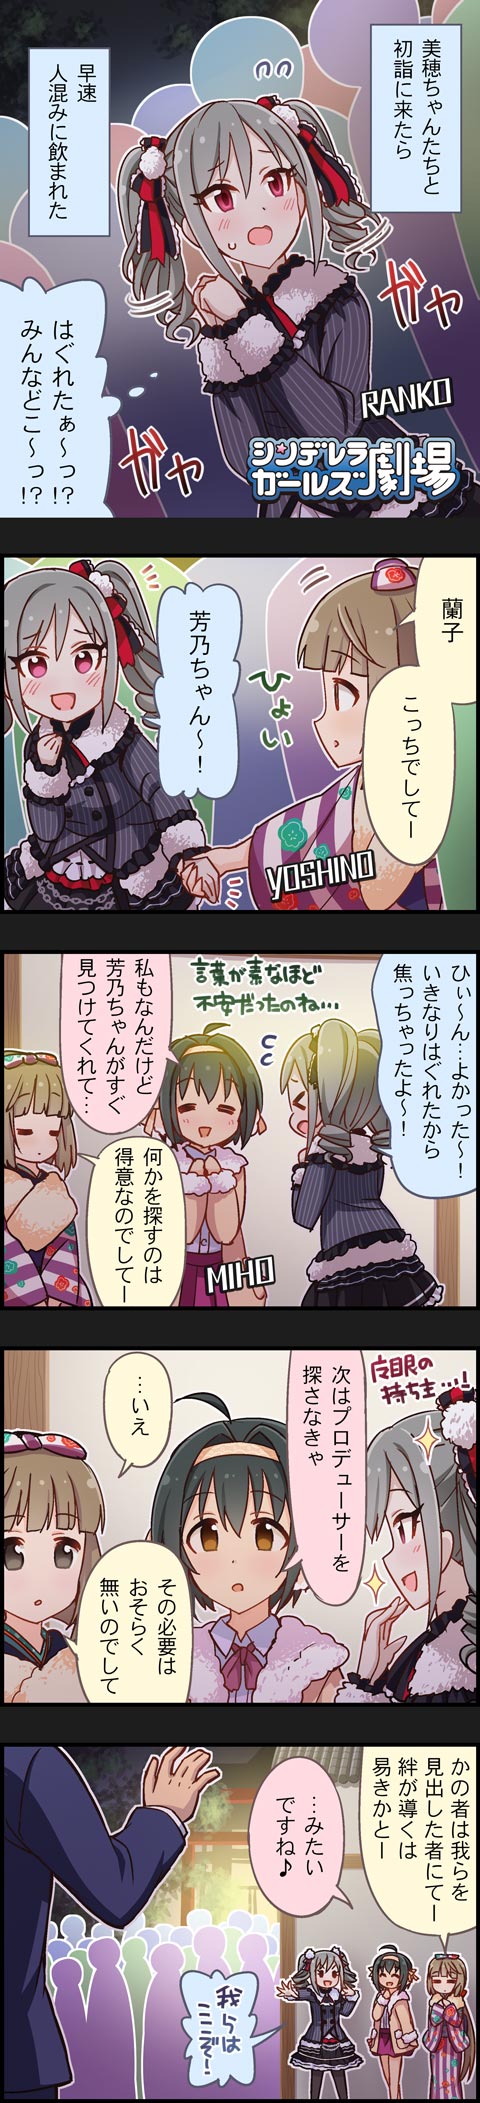 美穂ちゃんたちと
初詣に来たら
早速
人混みに飲まれた
ガヤ
ガヤ
はぐれたぁ〜っ!?
みんなどこ〜っ!?
RANKO
シンデレラ
ガールズ劇場
蘭子
こっちでしてー
芳乃ちゃん〜！
ひょい
YOSHINO
ひぃ〜ん…よかった〜！
いきなりはぐれたから
焦っちゃったよ〜！
言葉が素なほど
不安だったのね…
私もなんだけど
芳乃ちゃんがすぐ
見つけてくれて…
何かを探すのは
得意なのでしてー
MIHO
皮眼の
持ち主…！
次はプロデューサーを
探さなきゃ
…いえ
その必要は
おそらく
無いのでして
かの者は我らを
見出した者にてー
絆が導くは
易きかとー
…みたい
ですね♪
我らは
ここぞ！